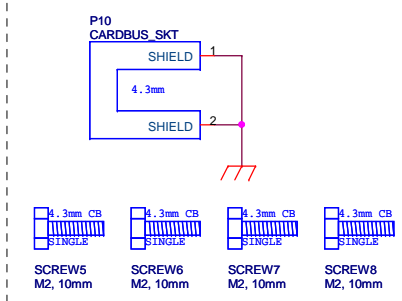 P10
CARDBUS_SKT
SHIELD 1
4.3mm
SHIELD 2
4.3mm CB 4.3mm CB 4.3mm CB 4.3mm CB
SINGLE SINGLE SINGLE SINGLE
SCREW5 SCREW6 SCREW7 SCREW8
M2, 10mm M2, 10mm M2, 10mm M2, 10mm